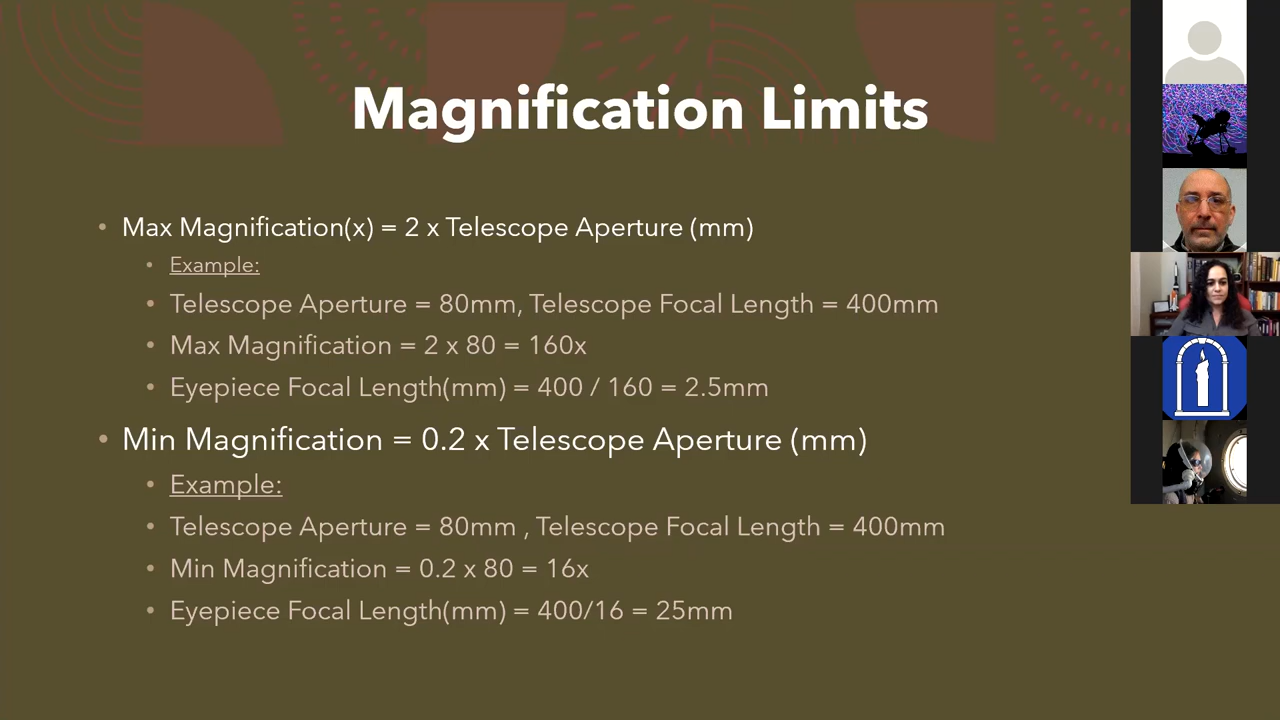 Magnification Limits
• Max Magnification(x) = 2 x Telescope Aperture (mm)
• Example:
• Telescope Aperture = 80mm, Telescope Focal Length = 400mm
• Max Magnification = 2 x 80 = 160x
• Eyepiece Focal Length(mm) = 400 / 160 = 2.5mm
• Min Magnification = 0.2 x Telescope Aperture (mm)
• Example:
• Telescope Aperture = 80mm , Telescope Focal Length = 400mm
• Min Magnification = 0.2 x 80 = 16x
• Eyepiece Focal Length(mm) = 400/16 = 25mm